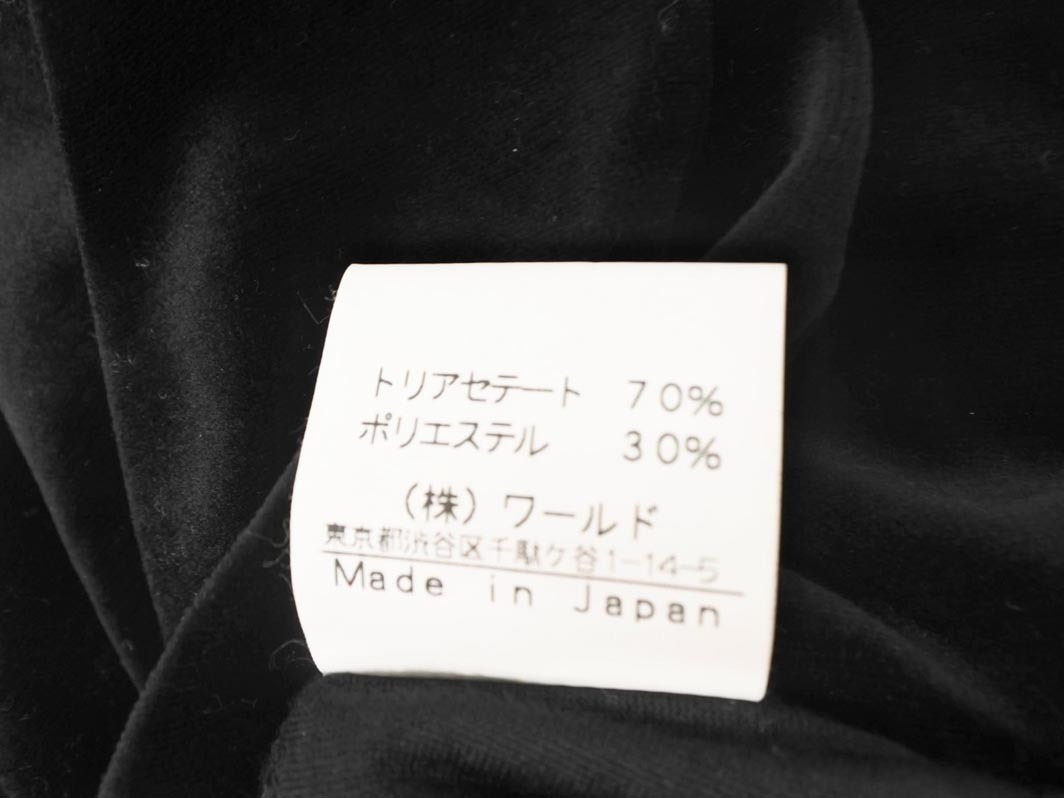 トリアセテート 70%
ポリエステル 30%
(株)ワールド
東京都渋谷区千駄ケ谷1-14-5
Made in Japan